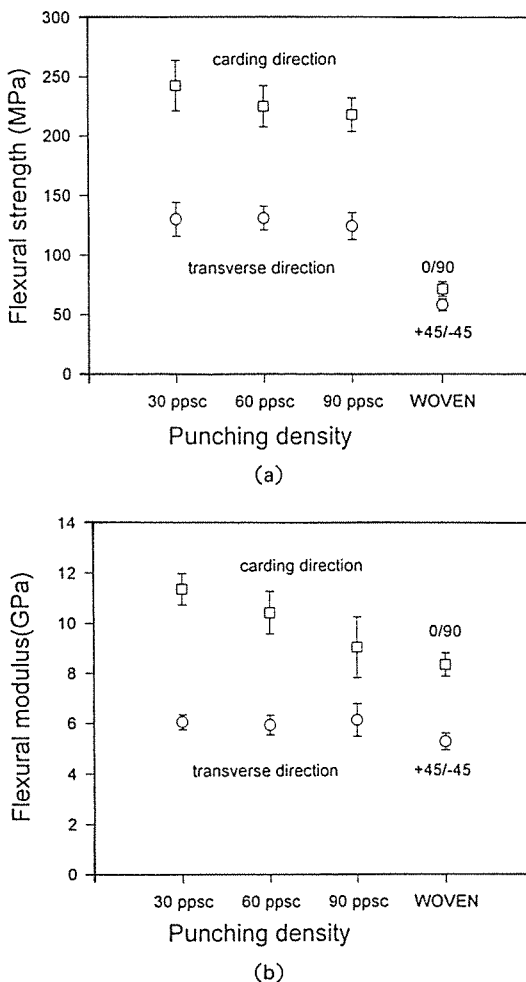 300
250
200
150
100
50
0
Flexural strength (MPa)
carding direction
transverse direction
0/90
+45/-45
30 ppsc 60 ppsc 90 ppsc WOVEN
Punching density
(a)
14
12
10
8
6
4
2
0
Flexural modulus(GPa)
carding direction
0/90
transverse direction
+45/-45
30 ppsc 60 ppsc 90 ppsc WOVEN
Punching density
(b)